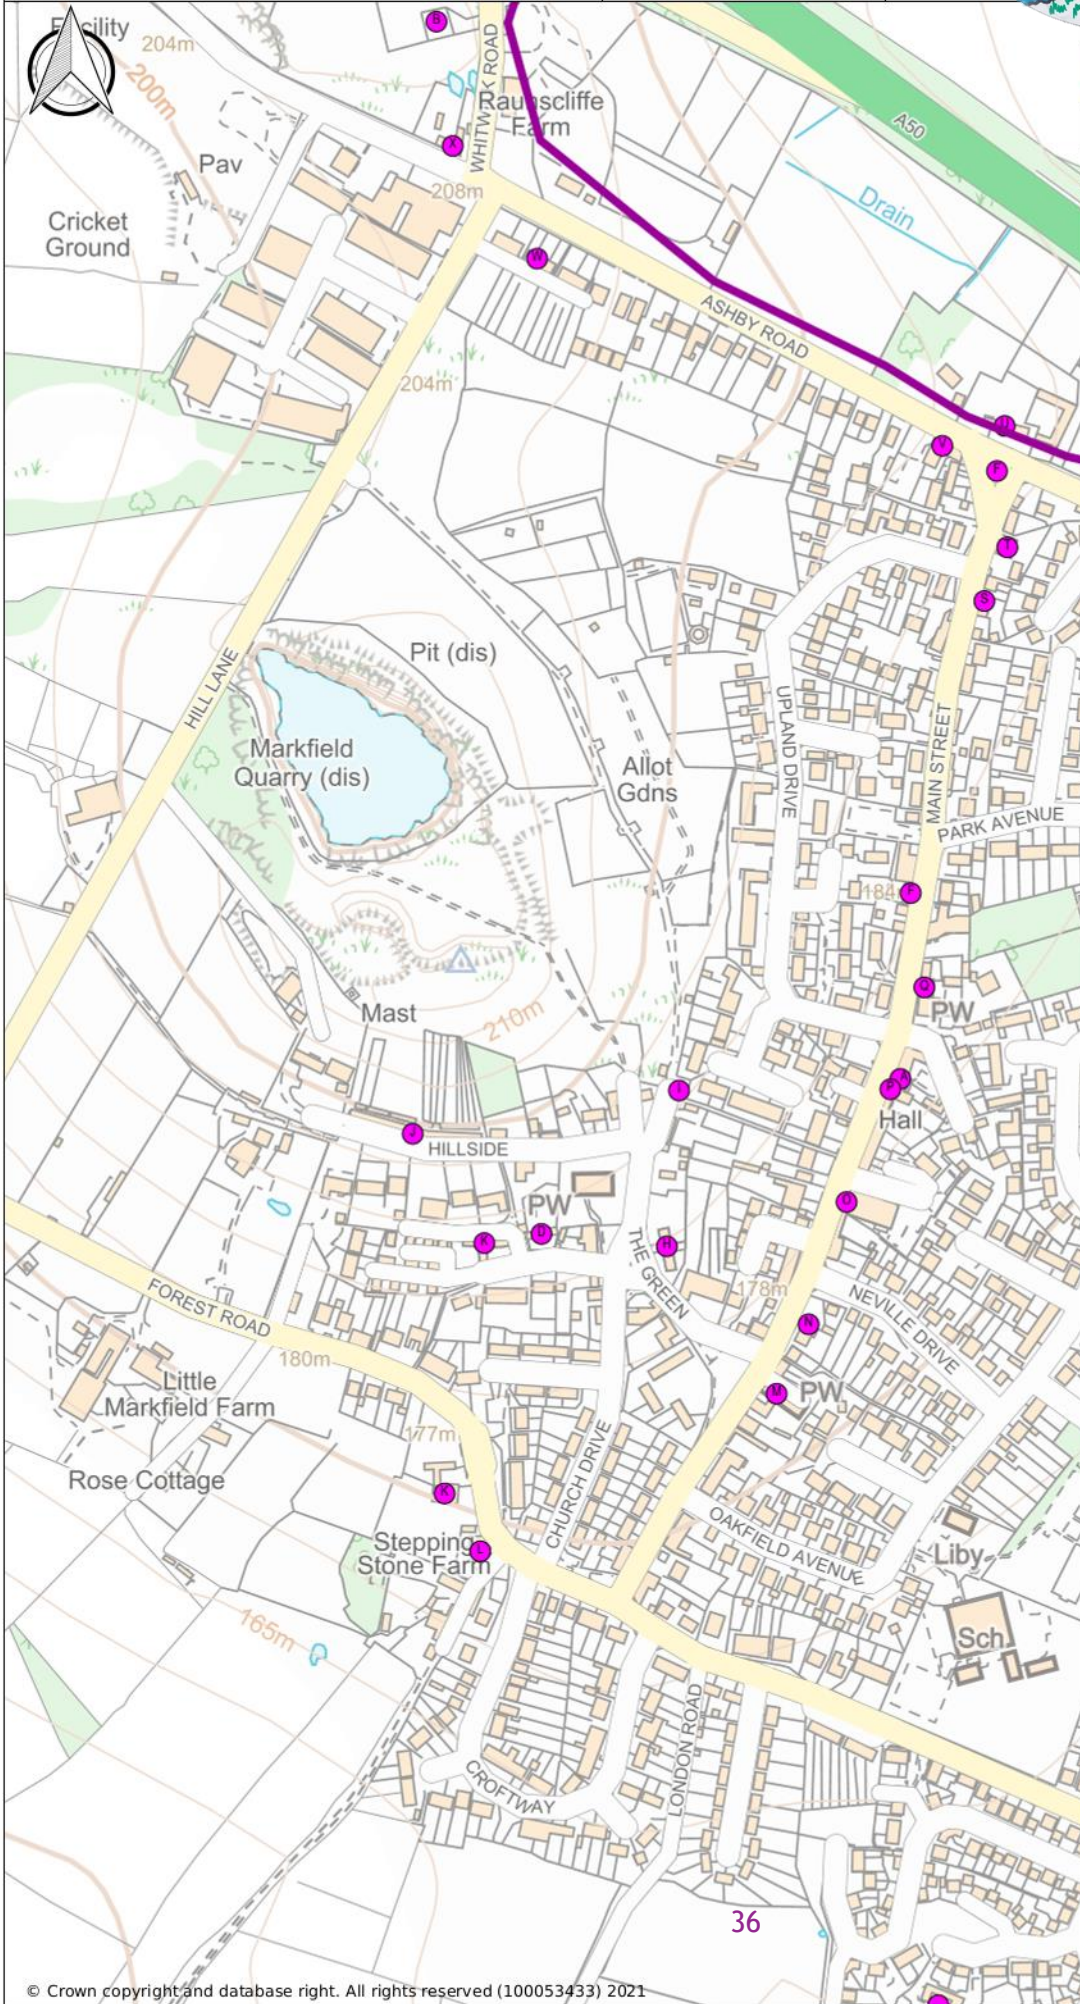 Facility
204m
200m
B
WHITWICK ROAD
Raunscliffe
Farm
A50
X
Pav
208m
Drain
Cricket
Ground
W
ASHBY ROAD
204m
U
V
F
T
S
Pit (dis)
HILL LANE
Markfield
Quarry (dis)
Allot
Gdns
UPLAND DRIVE
MAIN STREET
PARK AVENUE
184m
F
Q
PW
Mast
210m
I
A
P
Hall
J
HILLSIDE
PW
D
K
O
H
THE GREEN
178m
NEVILLE DRIVE
N
FOREST ROAD
180m
Little
Markfield Farm
M
PW
177m
CHURCH DRIVE
Rose Cottage
K
Stepping
Stone Farm
L
OAKFIELD AVENUE
Liby
165m
Sch
LONDON ROAD
CROFTWAY
36
© Crown copyright and database right. All rights reserved (100053433) 2021